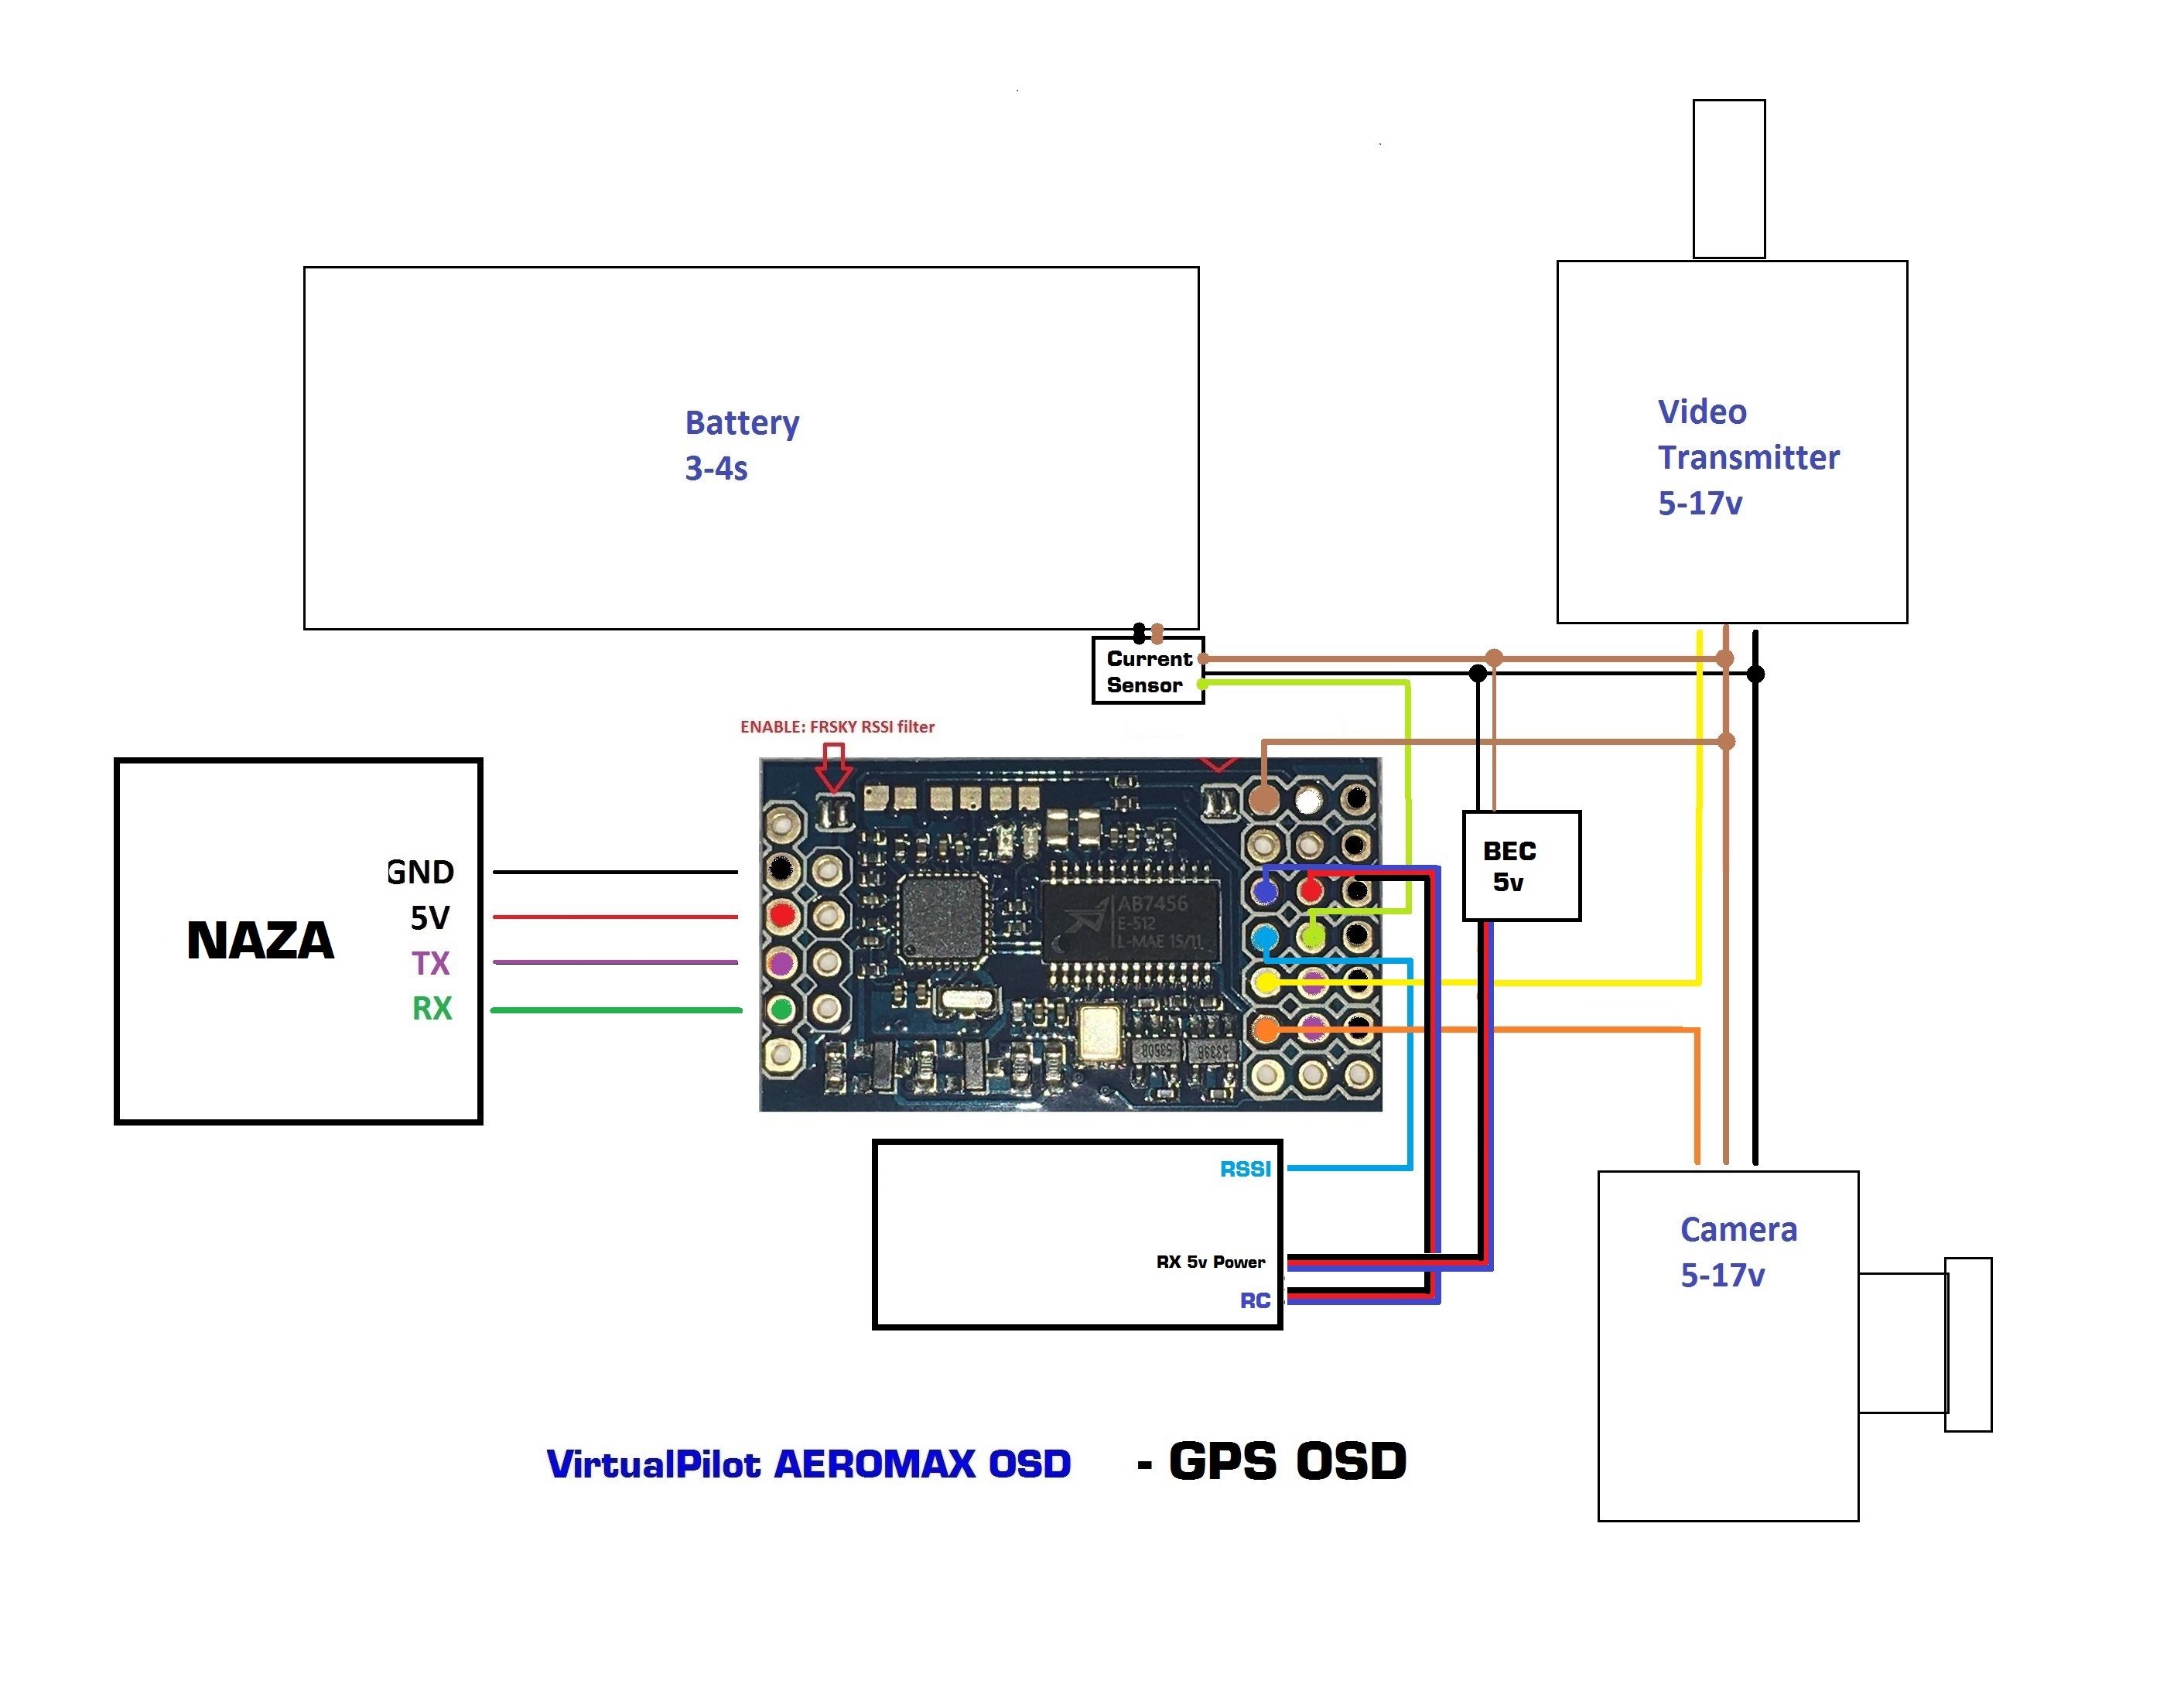 Battery
3-4s
Video
Transmitter
5-17v
Current
Sensor
ENABLE: FRSKY RSSI filter
NAZA
GND
5V
TX
RX
AB7456
E-512
L-MAE 15/11
BEC
5v
RSSI
RX 5v Power
RC
Camera
5-17v
VirtualPilot AEROMAX OSD - GPS OSD